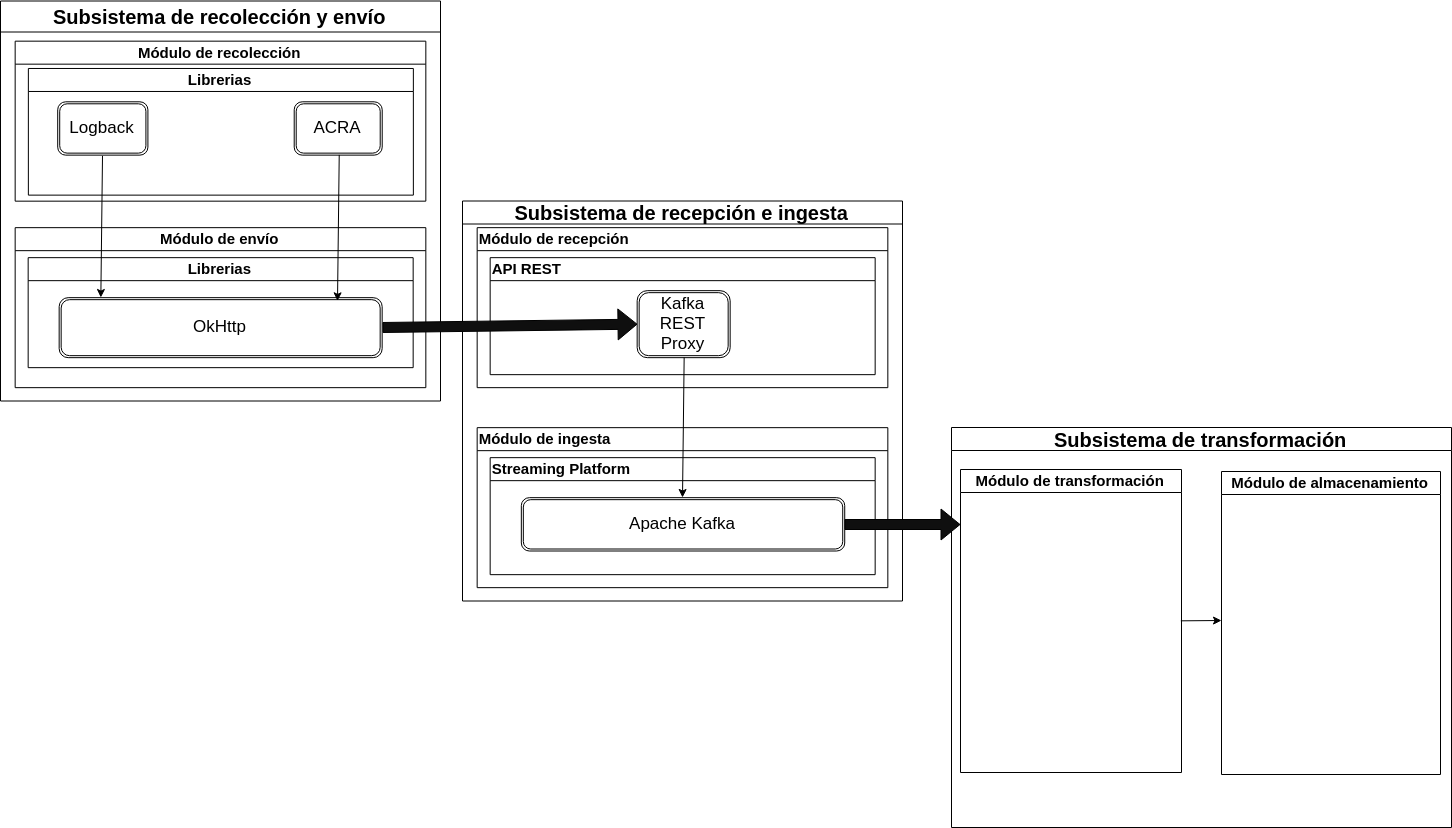 Subsistema de recolección y envío
Módulo de recolección
Librerias
Logback
ACRA
Módulo de envío
Librerias
OkHttp
Subsistema de recepción e ingesta
Módulo de recepción
API REST
Kafka
REST
Proxy
Módulo de ingesta
Streaming Platform
Apache Kafka
Subsistema de transformación
Módulo de transformación
Módulo de almacenamiento